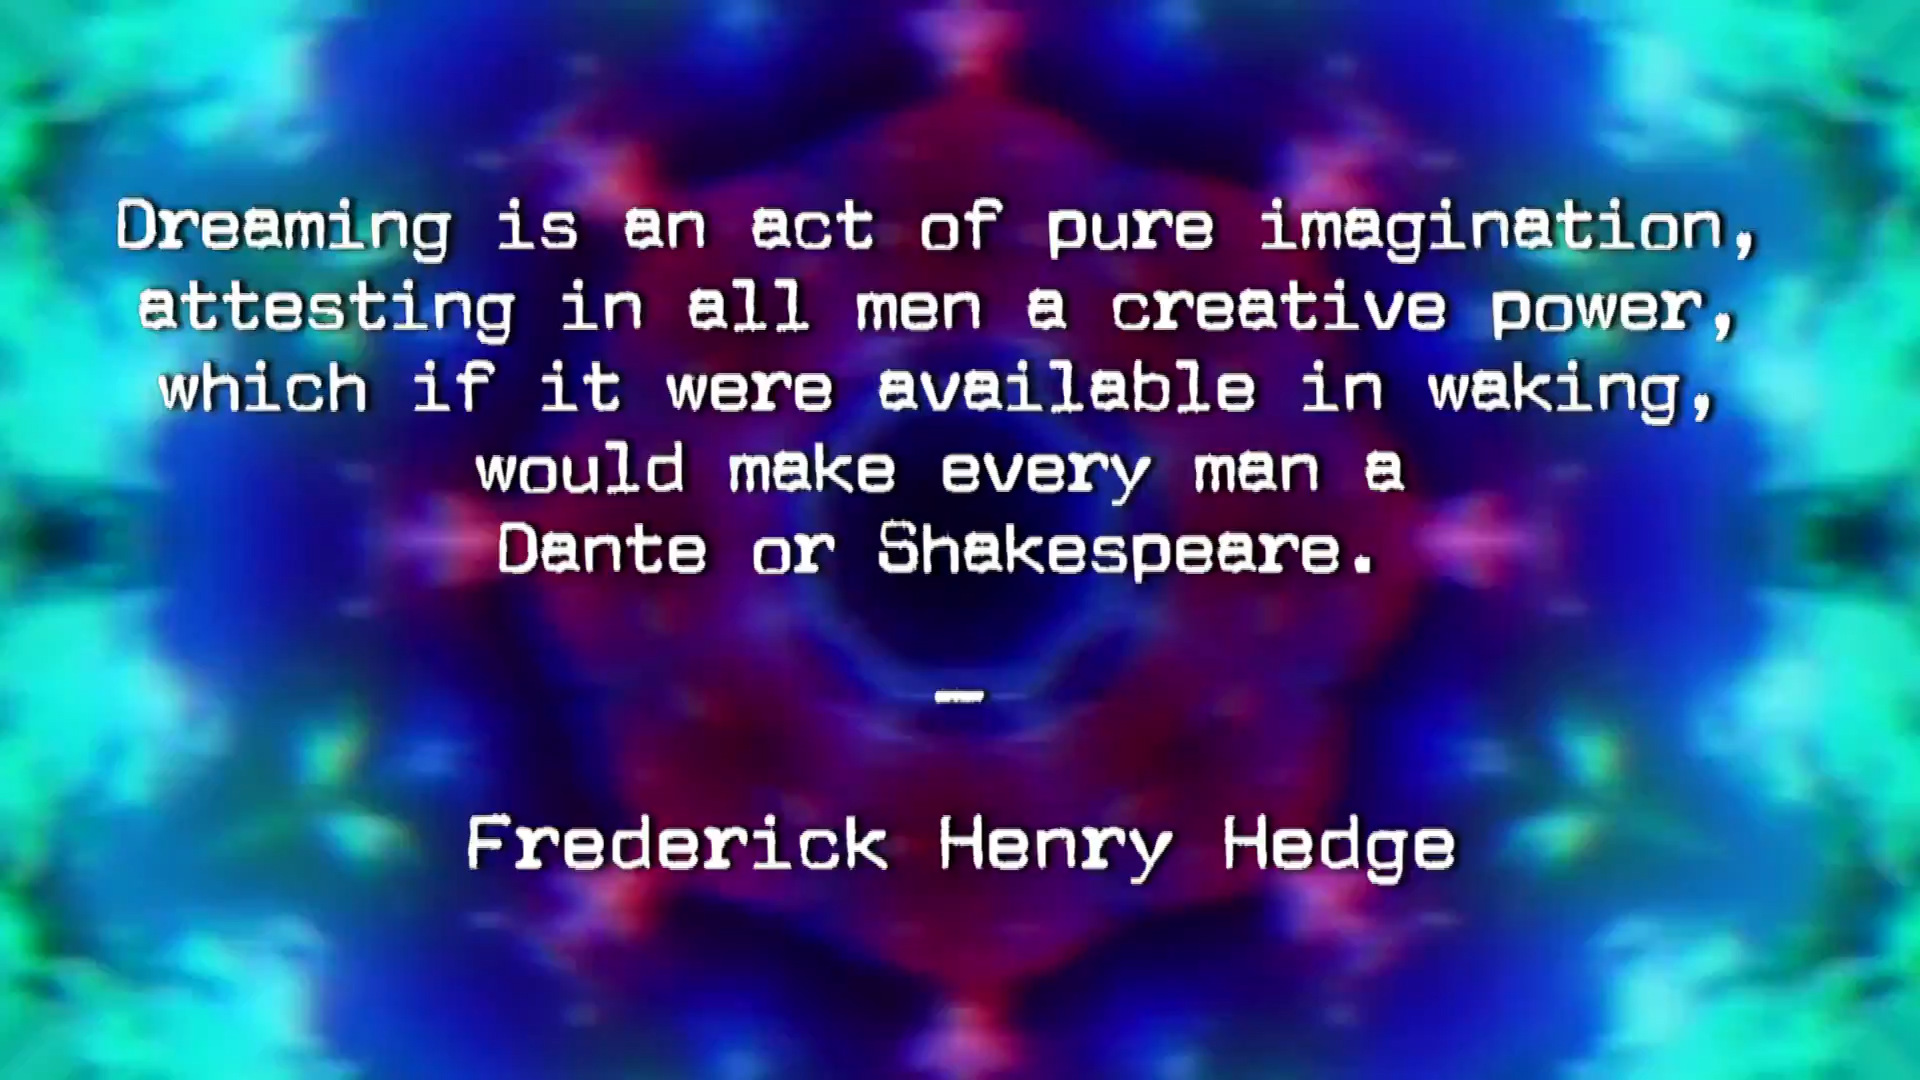 Dreaming is an act of pure imagination,
attesting in all men a creative power,
which if it were available in waking,
would make every man a
Dante or Shakespeare.
–
Frederick Henry Hedge